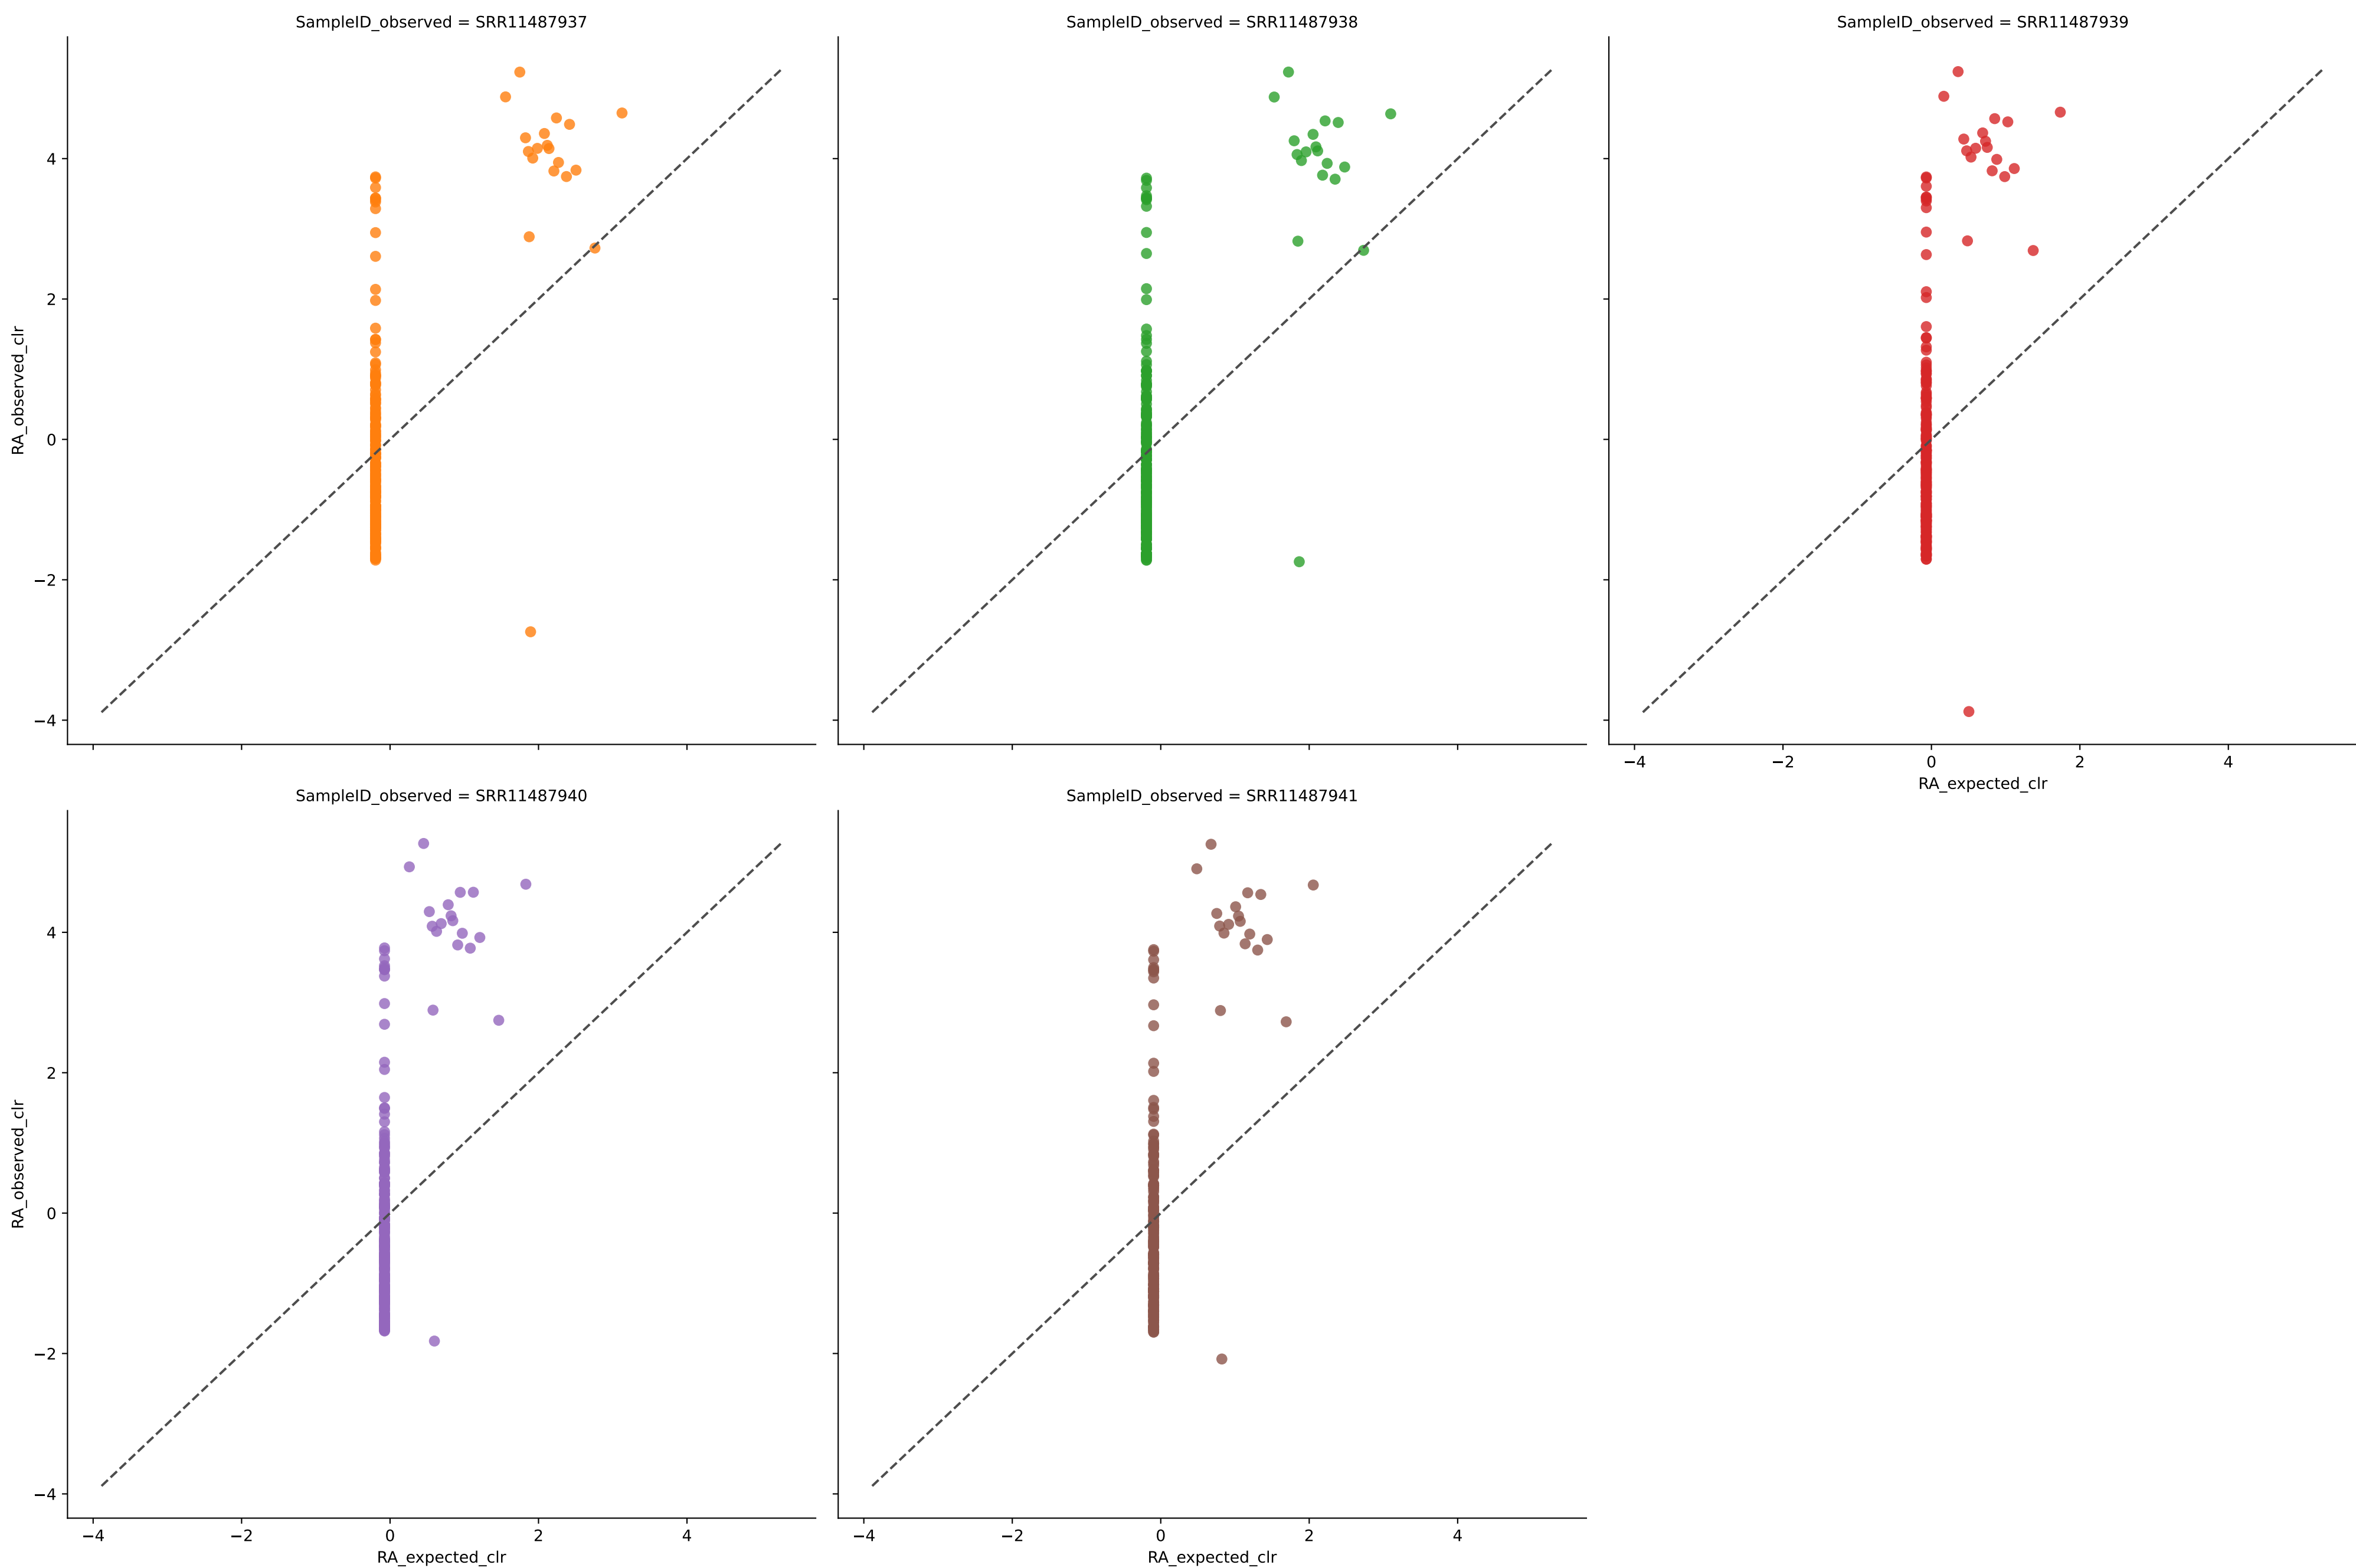 SampleID_observed = SRR11487937
SampleID_observed = SRR11487938
SampleID_observed = SRR11487939
RA_observed_clr
4
2
0
−2
−4
−4
−2
0
2
4
RA_expected_clr
SampleID_observed = SRR11487940
SampleID_observed = SRR11487941
RA_observed_clr
4
2
0
−2
−4
−4
−2
0
2
4
RA_expected_clr
−4
−2
0
2
4
RA_expected_clr